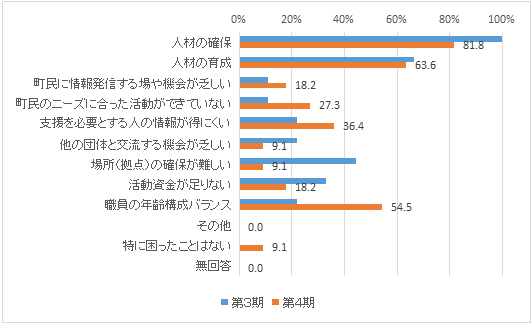 0% 20% 40% 60% 80% 100%
人材の確保 81.8
人材の育成 63.6
町民に情報発信する場や機会が乏しい 18.2
町民のニーズに合った活動ができていない 27.3
支援を必要とする人の情報が得にくい 36.4
他の団体と交流する機会が乏しい 9.1
場所(拠点)の確保が難しい 9.1
活動資金が足りない 18.2
職員の年齢構成バランス 54.5
その他 0.0
特に困ったことはない 9.1
無回答 0.0
第3期 第4期